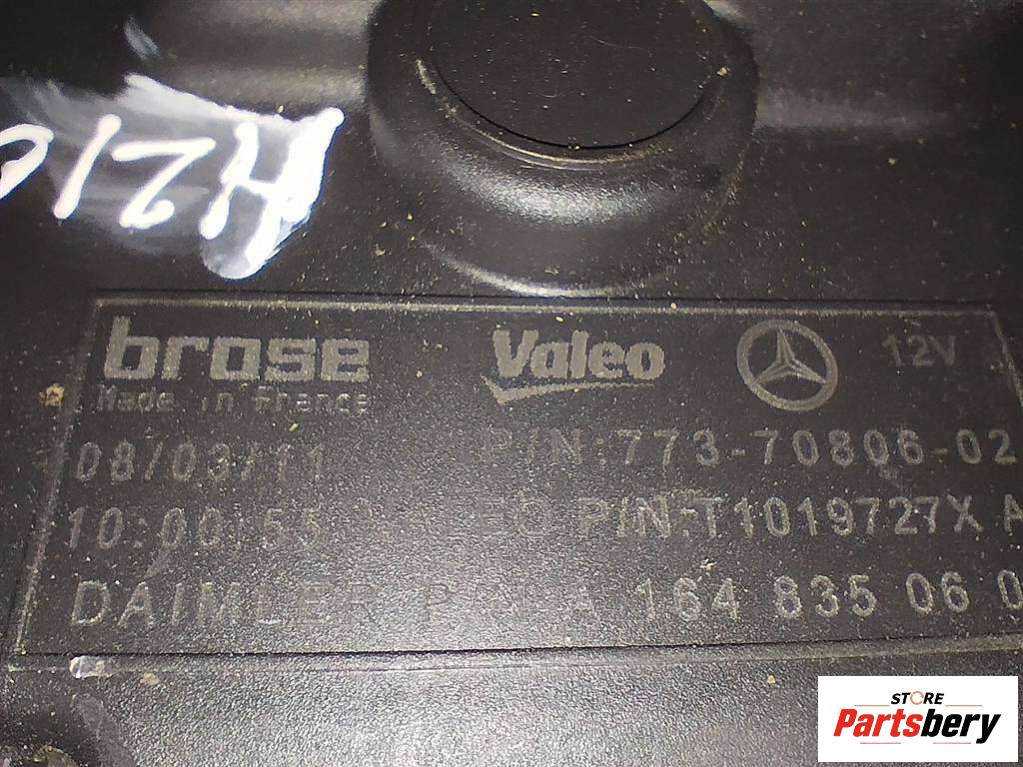 A210
brose
Valeo
12V
Made in France
08/03/11
P/N:773-70806-02
10:00:55
P/N:T1019727X A
DAIMLER P/N A 164 835 06 0
STORE
Partsbery